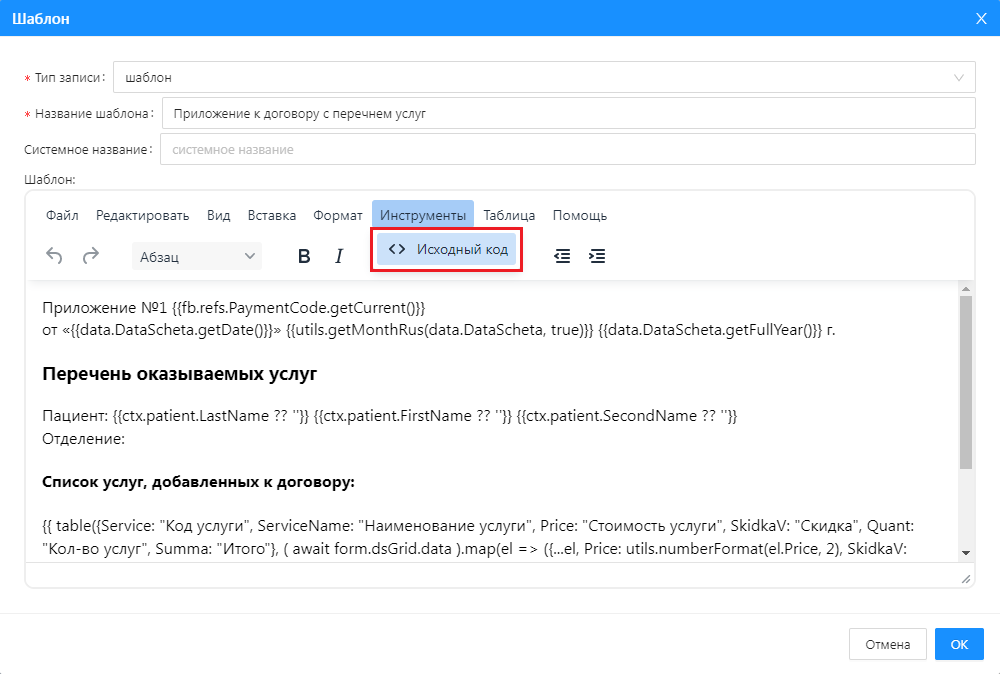 Шаблон
* Тип записи: шаблон
* Название шаблона: Приложение к договору с перечнем услуг
Системное название: системное название
Шаблон:
Файл Редактировать Вид Вставка Формат Инструменты Таблица Помощь
Абзац B I <> Исходный код
Приложение №1 {{fb.refs.PaymentCode.getCurrent()}}
от «{{data.DataScheta.getDate()}}» {{utils.getMonthRus(data.DataScheta, true)}} {{data.DataScheta.getFullYear()}} г.
Перечень оказываемых услуг
Пациент: {{ctx.patient.LastName ?? ''}} {{ctx.patient.FirstName ?? ''}} {{ctx.patient.SecondName ?? ''}}
Отделение:
Список услуг, добавленных к договору:
{{ table({Service: "Код услуги", ServiceName: "Наименование услуги", Price: "Стоимость услуги", SkidkaV: "Скидка", Quant:
"Кол-во услуг", Summa: "Итого"}, ( await form.dsGrid.data ).map(el => ({...el, Price: utils.numberFormat(el.Price, 2), SkidkaV:
Отмена OK